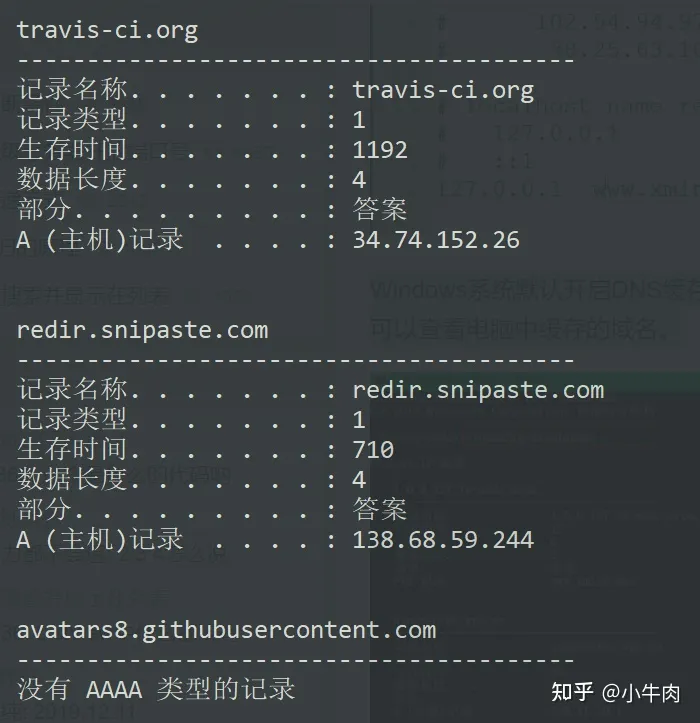 travis-ci.org
----------------------------------------
记录名称. . . . . . . : travis-ci.org
记录类型. . . . . . . : 1
生存时间. . . . . . . : 1192
数据长度. . . . . . . : 4
部分. . . . . . . . . : 答案
A (主机)记录 . . . . : 34.74.152.26
redir.snipaste.com
----------------------------------------
记录名称. . . . . . . : redir.snipaste.com
记录类型. . . . . . . : 1
生存时间. . . . . . . : 710
数据长度. . . . . . . : 4
部分. . . . . . . . . : 答案
A (主机)记录 . . . . : 138.68.59.244
avatars8.githubusercontent.com
----------------------------------------
没有 AAAA 类型的记录
知乎 @小牛肉